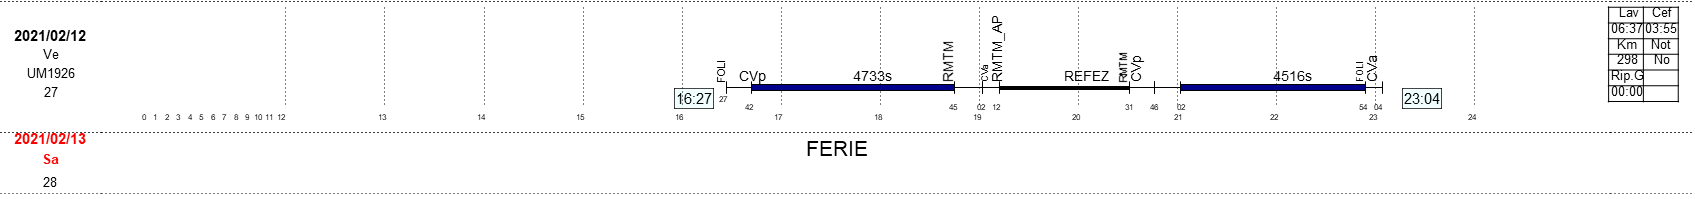 2021/02/12
Ve
UM1926
27
16:27
FOLI
27
CVp
42
4733s
RMTM
45
CVa
02
RMTM_AP
12
REFEZ
RMTM
31
CVp
46
02
4516s
FOLI
54
CVa
04
23:04
Lav Cef
06:37 03:55
Km Not
298 No
Rip.G
00:00
0 1 2 3 4 5 6 7 8 9 10 11 12 13 14 15 16 17 18 19 20 21 22 23 24
2021/02/13
Sa
28
FERIE